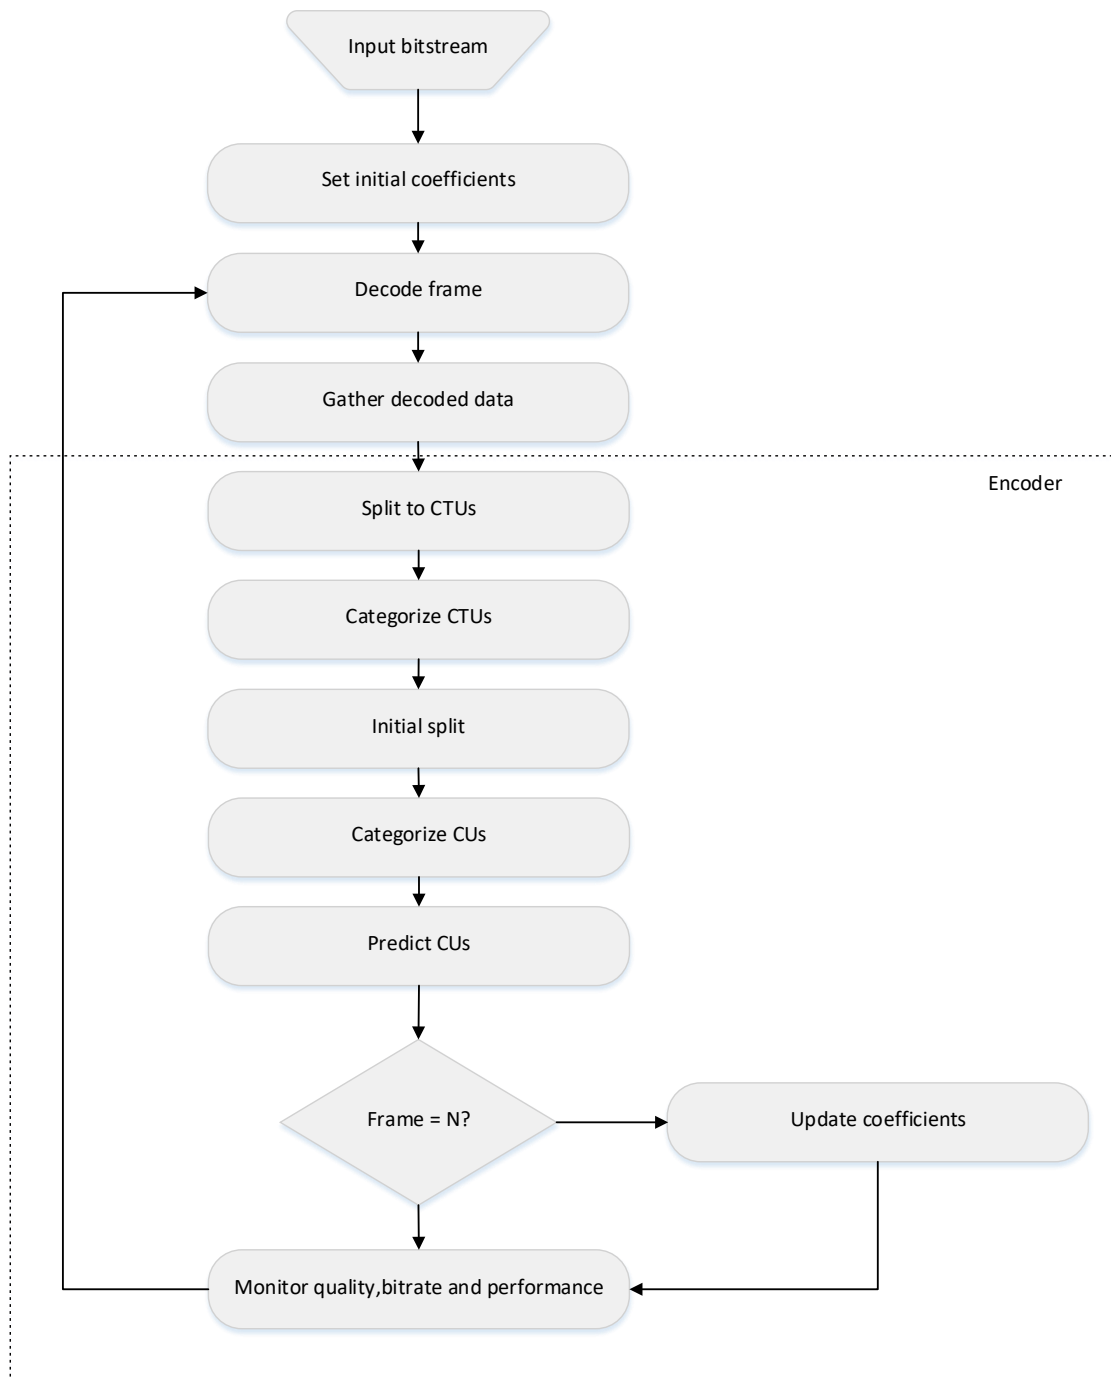 Input bitstream
Set initial coefficients
Decode frame
Gather decoded data
Encoder
Split to CTUs
Categorize CTUs
Initial split
Categorize CUs
Predict CUs
Frame = N?
Update coefficients
Monitor quality,bitrate and performance